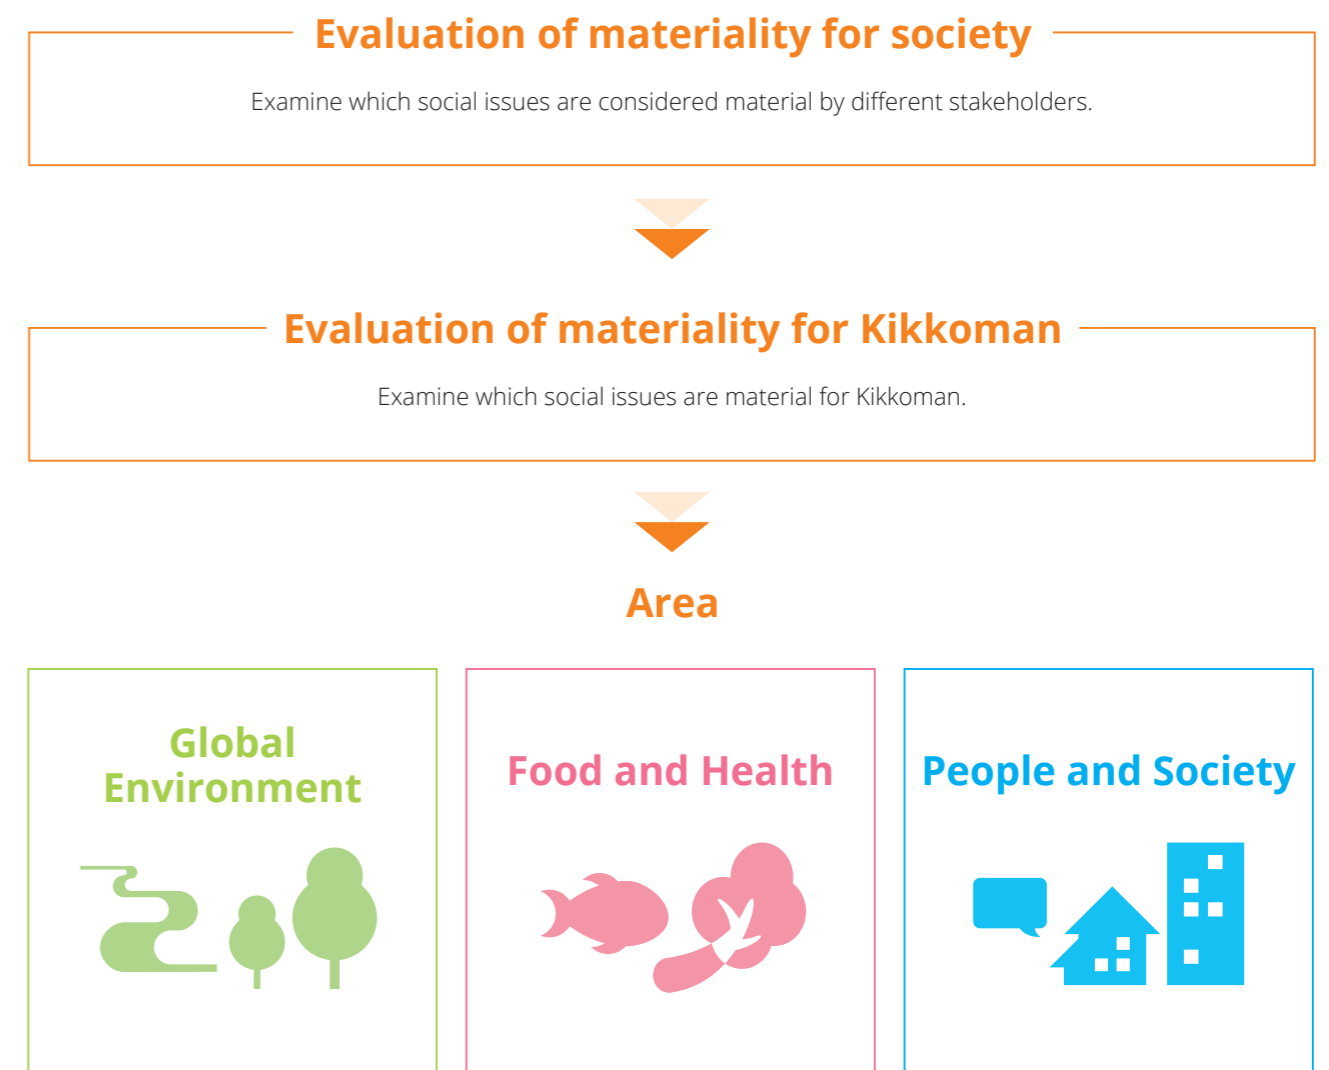 Evaluation of materiality for society
Examine which social issues are considered material by different stakeholders.
Evaluation of materiality for Kikkoman
Examine which social issues are material for Kikkoman.
Area
Global
Environment
Food and Health
People and Society